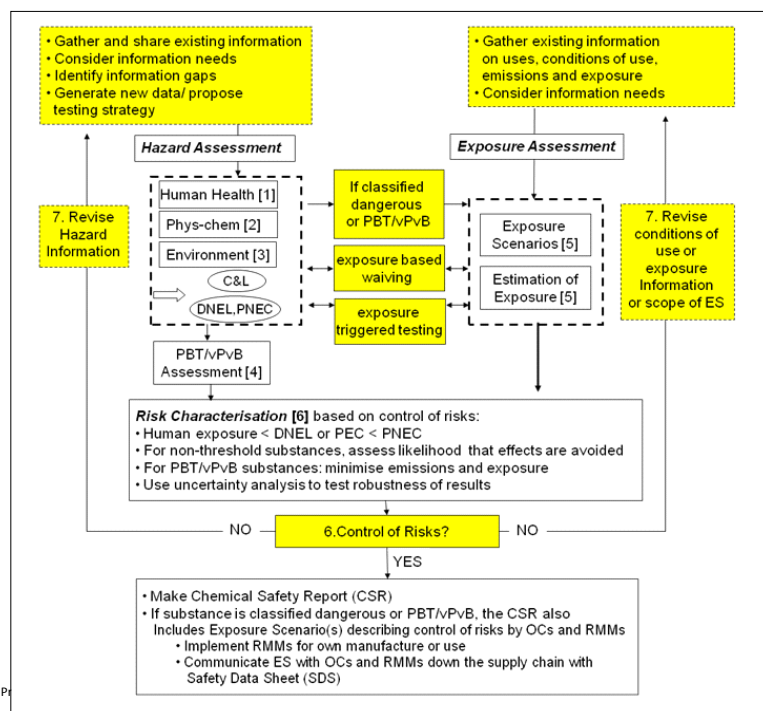 • Gather and share existing information
• Consider information needs
• Identify information gaps
• Generate new data/ propose
testing strategy
• Gather existing information
on uses, conditions of use,
emissions and exposure
• Consider information needs
Hazard Assessment
Exposure Assessment
Human Health [1]
Phys-chem [2]
Environment [3]
C&L
DNEL,PNEC
If classified
dangerous
or PBT/vPvB
exposure based
waiving
exposure
triggered testing
Exposure
Scenarios [5]
Estimation of
Exposure [5]
7. Revise
Hazard
Information
7. Revise
conditions of
use or
exposure
Information
or scope of ES
PBT/vPvB
Assessment [4]
Risk Characterisation [6] based on control of risks:
• Human exposure < DNEL or PEC < PNEC
• For non-threshold substances, assess likelihood that effects are avoided
• For PBT/vPvB substances: minimise emissions and exposure
• Use uncertainty analysis to test robustness of results
NO
6.Control of Risks?
NO
YES
• Make Chemical Safety Report (CSR)
• If substance is classified dangerous or PBT/vPvB, the CSR also
Includes Exposure Scenario(s) describing control of risks by OCs and RMMs
• Implement RMMs for own manufacture or use
• Communicate ES with OCs and RMMs down the supply chain with
Safety Data Sheet (SDS)